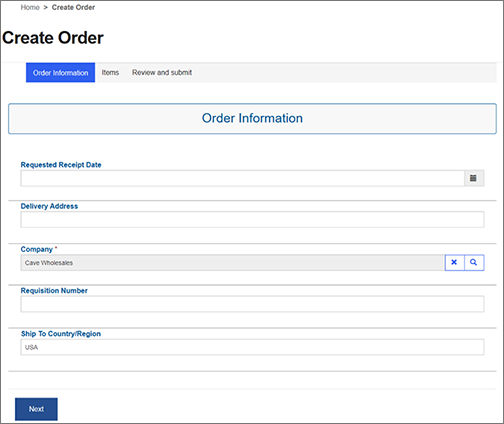 Home > Create Order
Create Order
Order Information Items Review and submit
Order Information
Requested Receipt Date
Delivery Address
Company *
Cave Wholesales
Requisition Number
Ship To Country/Region
USA
Next